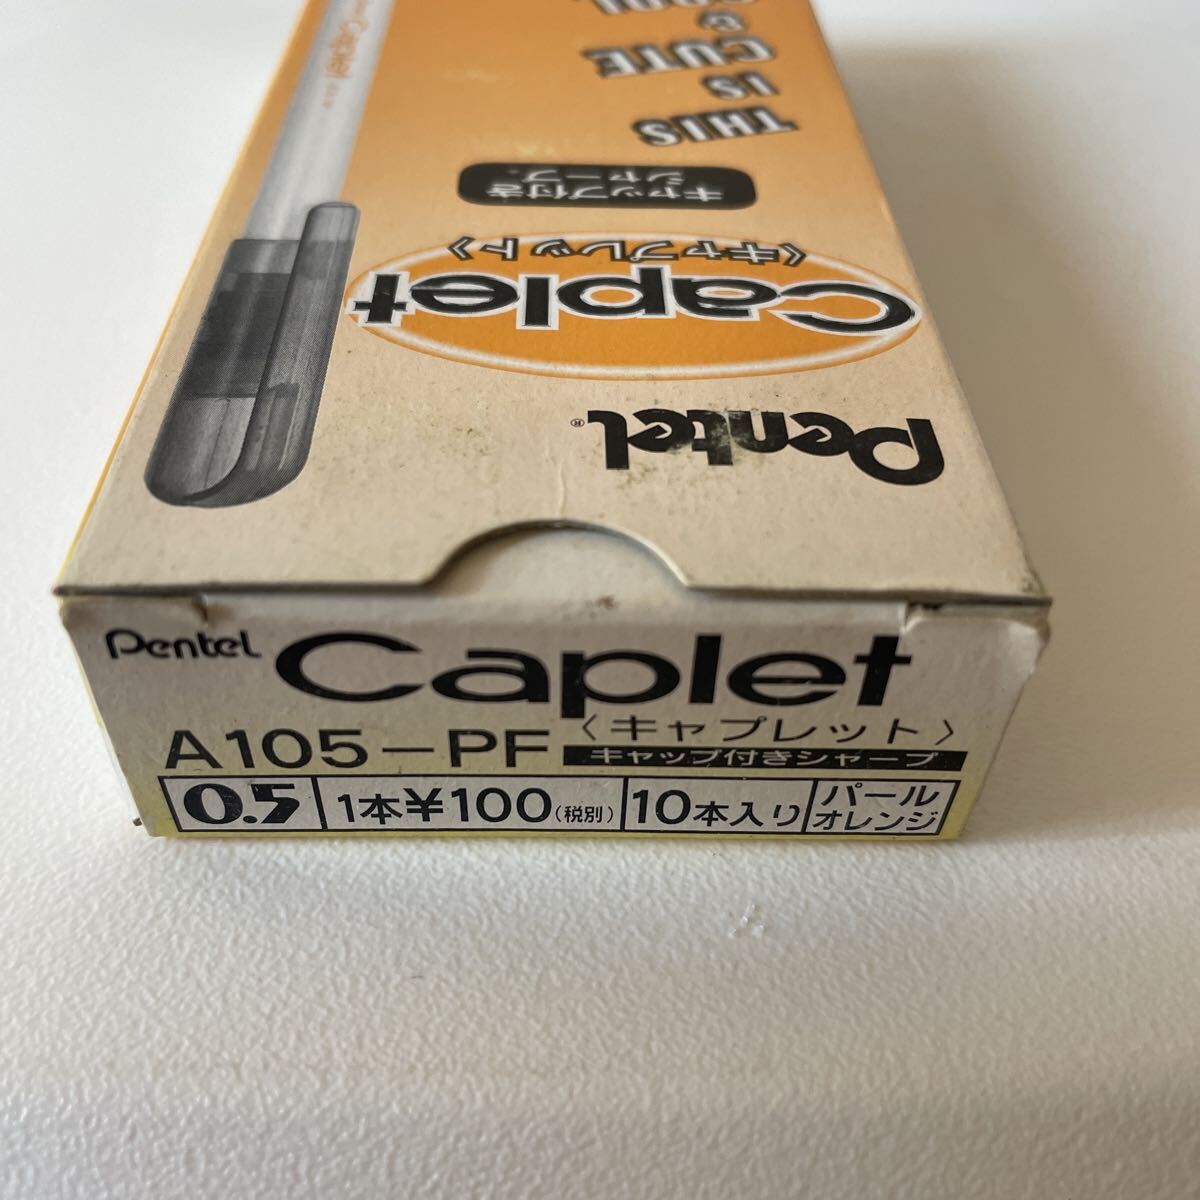 COOL
&
CUTE
IS
THIS
キャップ付き
シャープ
〈キャプレット〉
Caplet
Pentel®
Caplet
Pentel Caplet
A105-PF
〈キャプレット〉
キャップ付きシャープ
0.5 1本¥100(税別) 10本入り パール
オレンジ